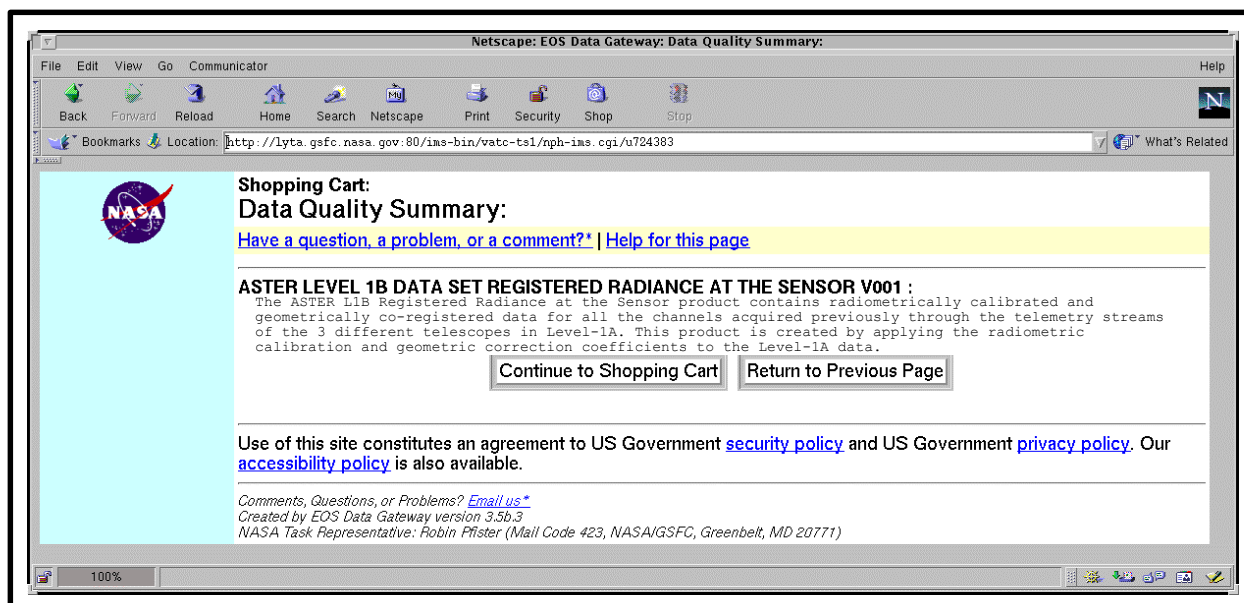 Netscape: EOS Data Gateway: Data Quality Summary:
File Edit View Go Communicator Help
Back Forward Reload Home Search Netscape Print Security Shop Stop
My
N
Bookmarks Location: http://lyta.gsfc.nasa.gov:80/ims-bin/vatc-ts1/nph-ims.cgi/u724383 What's Related
NASA
Shopping Cart:
Data Quality Summary:
Have a question, a problem, or a comment?* | Help for this page
ASTER LEVEL 1B DATA SET REGISTERED RADIANCE AT THE SENSOR V001 :
The ASTER L1B Registered Radiance at the Sensor product contains radiometrically calibrated and
geometrically co-registered data for all the channels acquired previously through the telemetry streams
of the 3 different telescopes in Level-1A. This product is created by applying the radiometric
calibration and geometric correction coefficients to the Level-1A data.
Continue to Shopping Cart Return to Previous Page
Use of this site constitutes an agreement to US Government security policy and US Government privacy policy. Our
accessibility policy is also available.
Comments, Questions, or Problems? Email us*
Created by EOS Data Gateway version 3.5b.3
NASA Task Representative: Robin Pfister (Mail Code 423, NASA/GSFC, Greenbelt, MD 20771)
100%